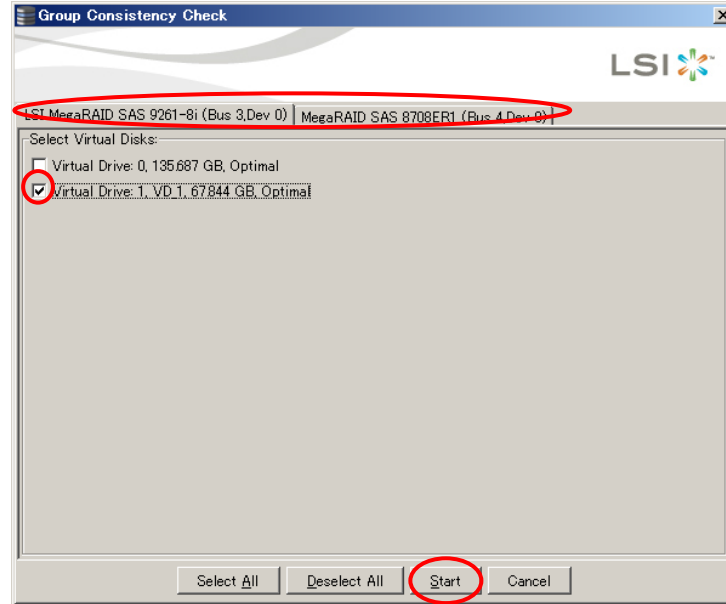 Group Consistency Check
LSI
LSI MegaRAID SAS 9261-8i (Bus 3,Dev 0) MegaRAID SAS 8708ER1 (Bus 4,Dev 0)
Select Virtual Disks:
Virtual Drive: 0, 135.687 GB, Optimal
Virtual Drive: 1, VD_1, 67.844 GB, Optimal
Select All Deselect All Start Cancel